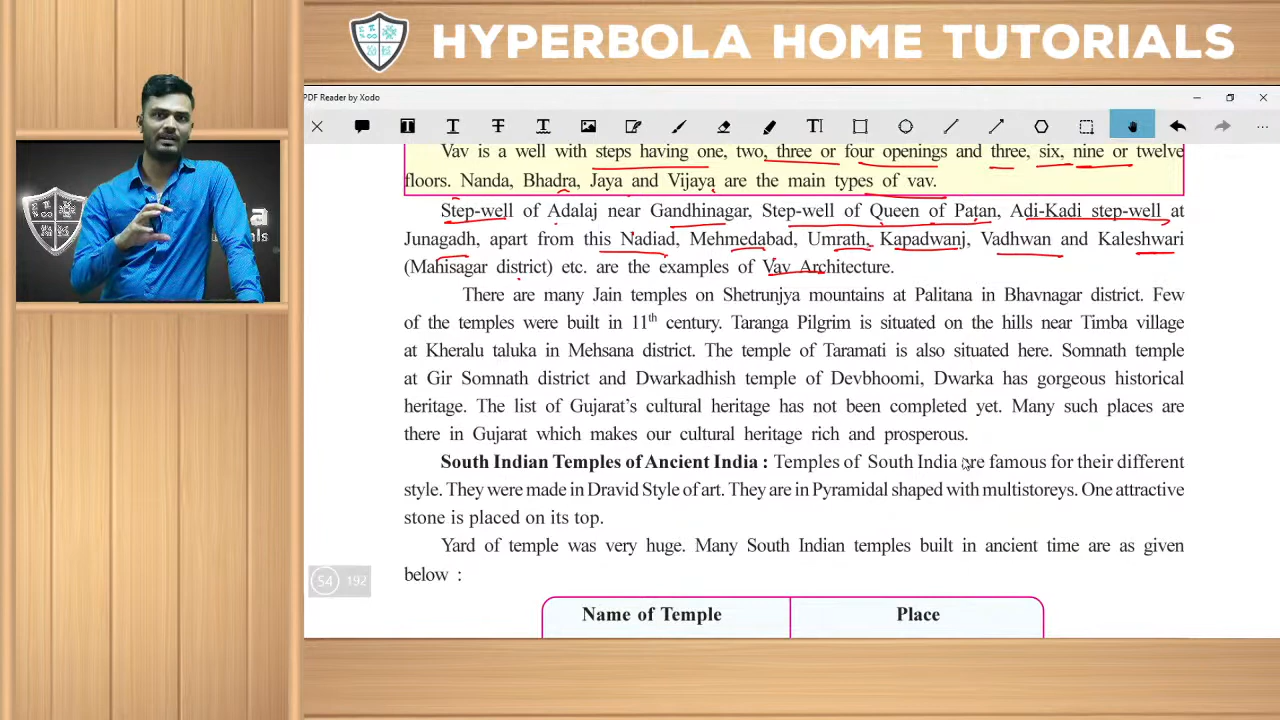 HYPERBOLA HOME TUTORIALS
PDF Reader by Xodo
Vav is a well with steps having one, two, three or four openings and three, six, nine or twelve
floors. Nanda, Bhadra, Jaya and Vijaya are the main types of vav.
Step-well of Adalaj near Gandhinagar, Step-well of Queen of Patan, Adi-Kadi step-well at
Junagadh, apart from this Nadiad, Mehmedabad, Umrath, Kapadwanj, Vadhwan and Kaleshwari
(Mahisagar district) etc. are the examples of Vav Architecture.
There are many Jain temples on Shetrunjya mountains at Palitana in Bhavnagar district. Few
of the temples were built in 11th century. Taranga Pilgrim is situated on the hills near Timba village
at Kheralu taluka in Mehsana district. The temple of Taramati is also situated here. Somnath temple
at Gir Somnath district and Dwarkadhish temple of Devbhoomi, Dwarka has gorgeous historical
heritage. The list of Gujarat's cultural heritage has not been completed yet. Many such places are
there in Gujarat which makes our cultural heritage rich and prosperous.
South Indian Temples of Ancient India : Temples of South India are famous for their different
style. They were made in Dravid Style of art. They are in Pyramidal shaped with multistoreys. One attractive
stone is placed on its top.
Yard of temple was very huge. Many South Indian temples built in ancient time are as given
below :
54 192
Name of Temple Place